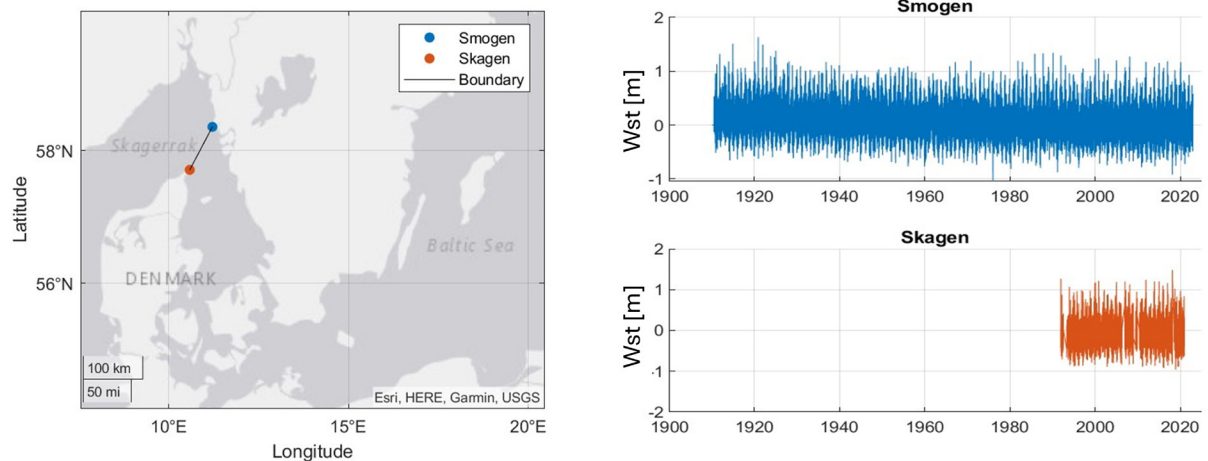 Smogen
Skagen
Boundary
Skagerrak
Baltic Sea
DENMARK
58°N
56°N
Latitude
100 km
50 mi
Esri, HERE, Garmin, USGS
10°E 15°E 20°E
Longitude
Smogen
2
1
0
-1
Wst [m]
1900 1920 1940 1960 1980 2000 2020
Skagen
2
1
0
-1
-2
Wst [m]
1900 1920 1940 1960 1980 2000 2020